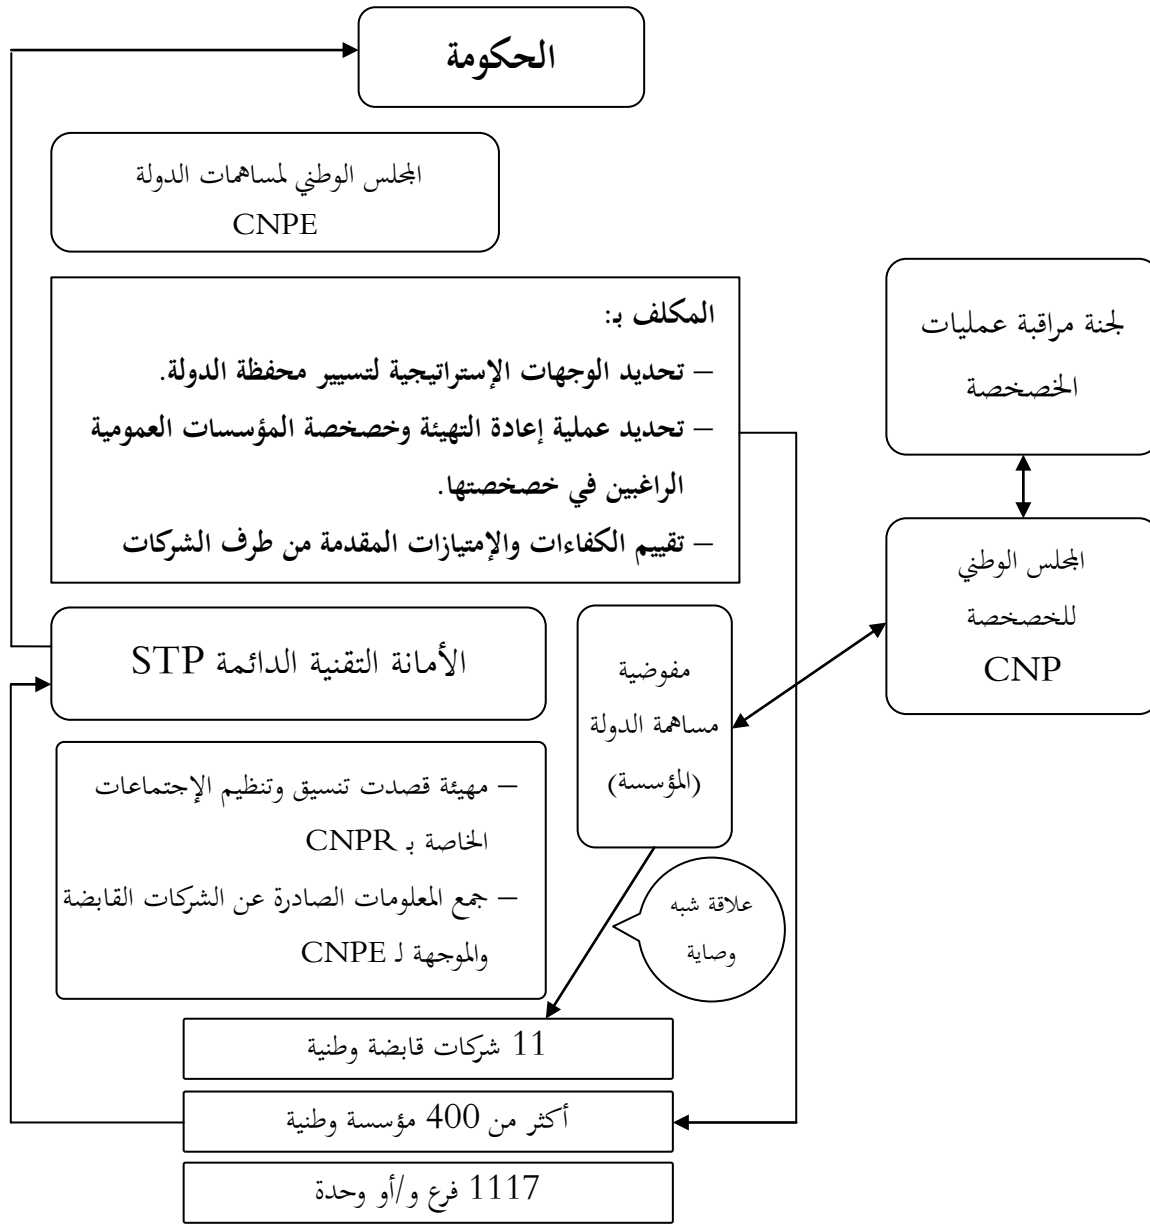 الحكومة
المجلس الوطني لمساهمات الدولة
CNPE
المكلف بـ:
– تحديد الوجهات الإستراتيجية لتسيير محفظة الدولة.
– تحديد عملية إعادة التهيئة وخصخصة المؤسسات العمومية
الراغبين في خصخصتها.
– تقييم الكفاءات والإمتيازات المقدمة من طرف الشركات
لجنة مراقبة عمليات
الخصخصة
المجلس الوطني
للخصخصة
CNP
الأمانة التقنية الدائمة STP
مفوضية
مساهمة الدولة
(المؤسسة)
– مهيئة قصدت تنسيق وتنظيم الإجتماعات
الخاصة بـ CNPR
– جمع المعلومات الصادرة عن الشركات القابضة
والموجهة لـ CNPE
علاقة شبه
وصاية
11 شركات قابضة وطنية
أكثر من 400 مؤسسة وطنية
1117 فرع و/أو وحدة